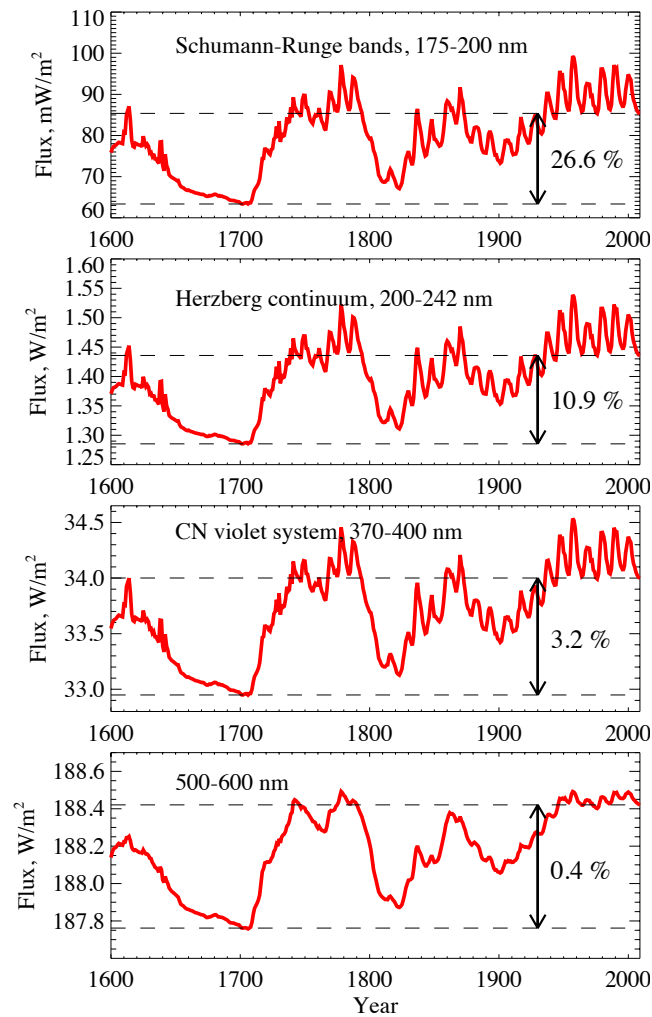 Schumann-Runge bands, 175-200 nm
Flux, mW/m²
110
100
90
80
70
60
26.6 %
1600 1700 1800 1900 2000
Herzberg continuum, 200-242 nm
Flux, W/m²
1.60
1.55
1.50
1.45
1.40
1.35
1.30
1.25
10.9 %
1600 1700 1800 1900 2000
CN violet system, 370-400 nm
Flux, W/m²
34.5
34.0
33.5
33.0
3.2 %
1600 1700 1800 1900 2000
500-600 nm
Flux, W/m²
188.6
188.4
188.2
188.0
187.8
0.4 %
1600 1700 1800 1900 2000
Year